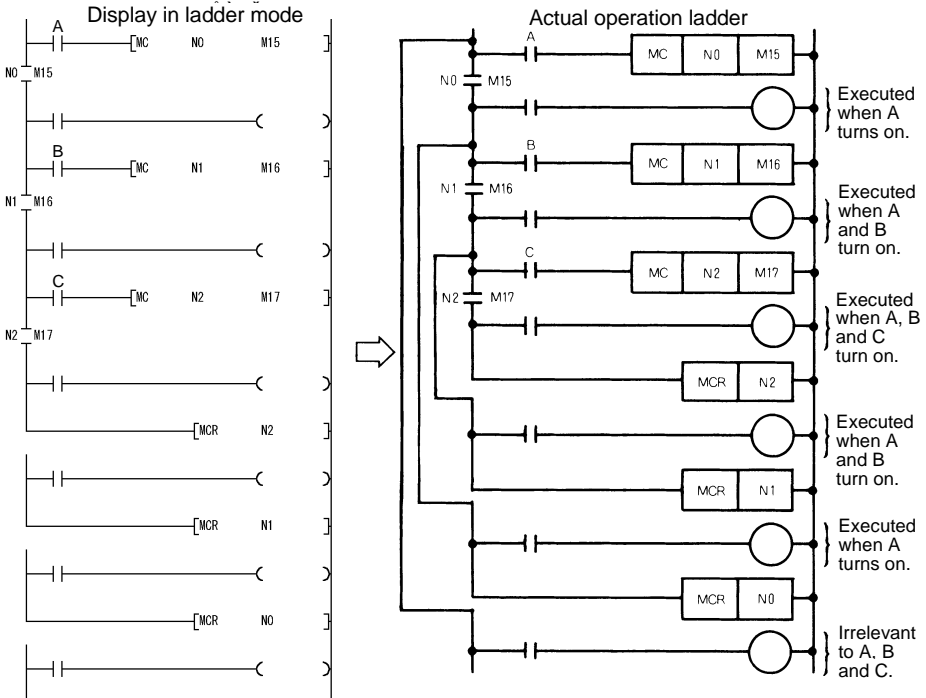 Display in ladder mode
A
MC N0 M15
N0 M15
B
MC N1 M16
N1 M16
C
MC N2 M17
N2 M17
MCR N2
MCR N1
MCR N0
Actual operation ladder
A
MC N0 M15
N0 M15
Executed
when A
turns on.
B
MC N1 M16
N1 M16
Executed
when A
and B
turn on.
C
MC N2 M17
N2 M17
Executed
when A, B
and C
turn on.
MCR N2
Executed
when A
and B
turn on.
MCR N1
Executed
when A
turns on.
MCR N0
Irrelevant
to A, B
and C.